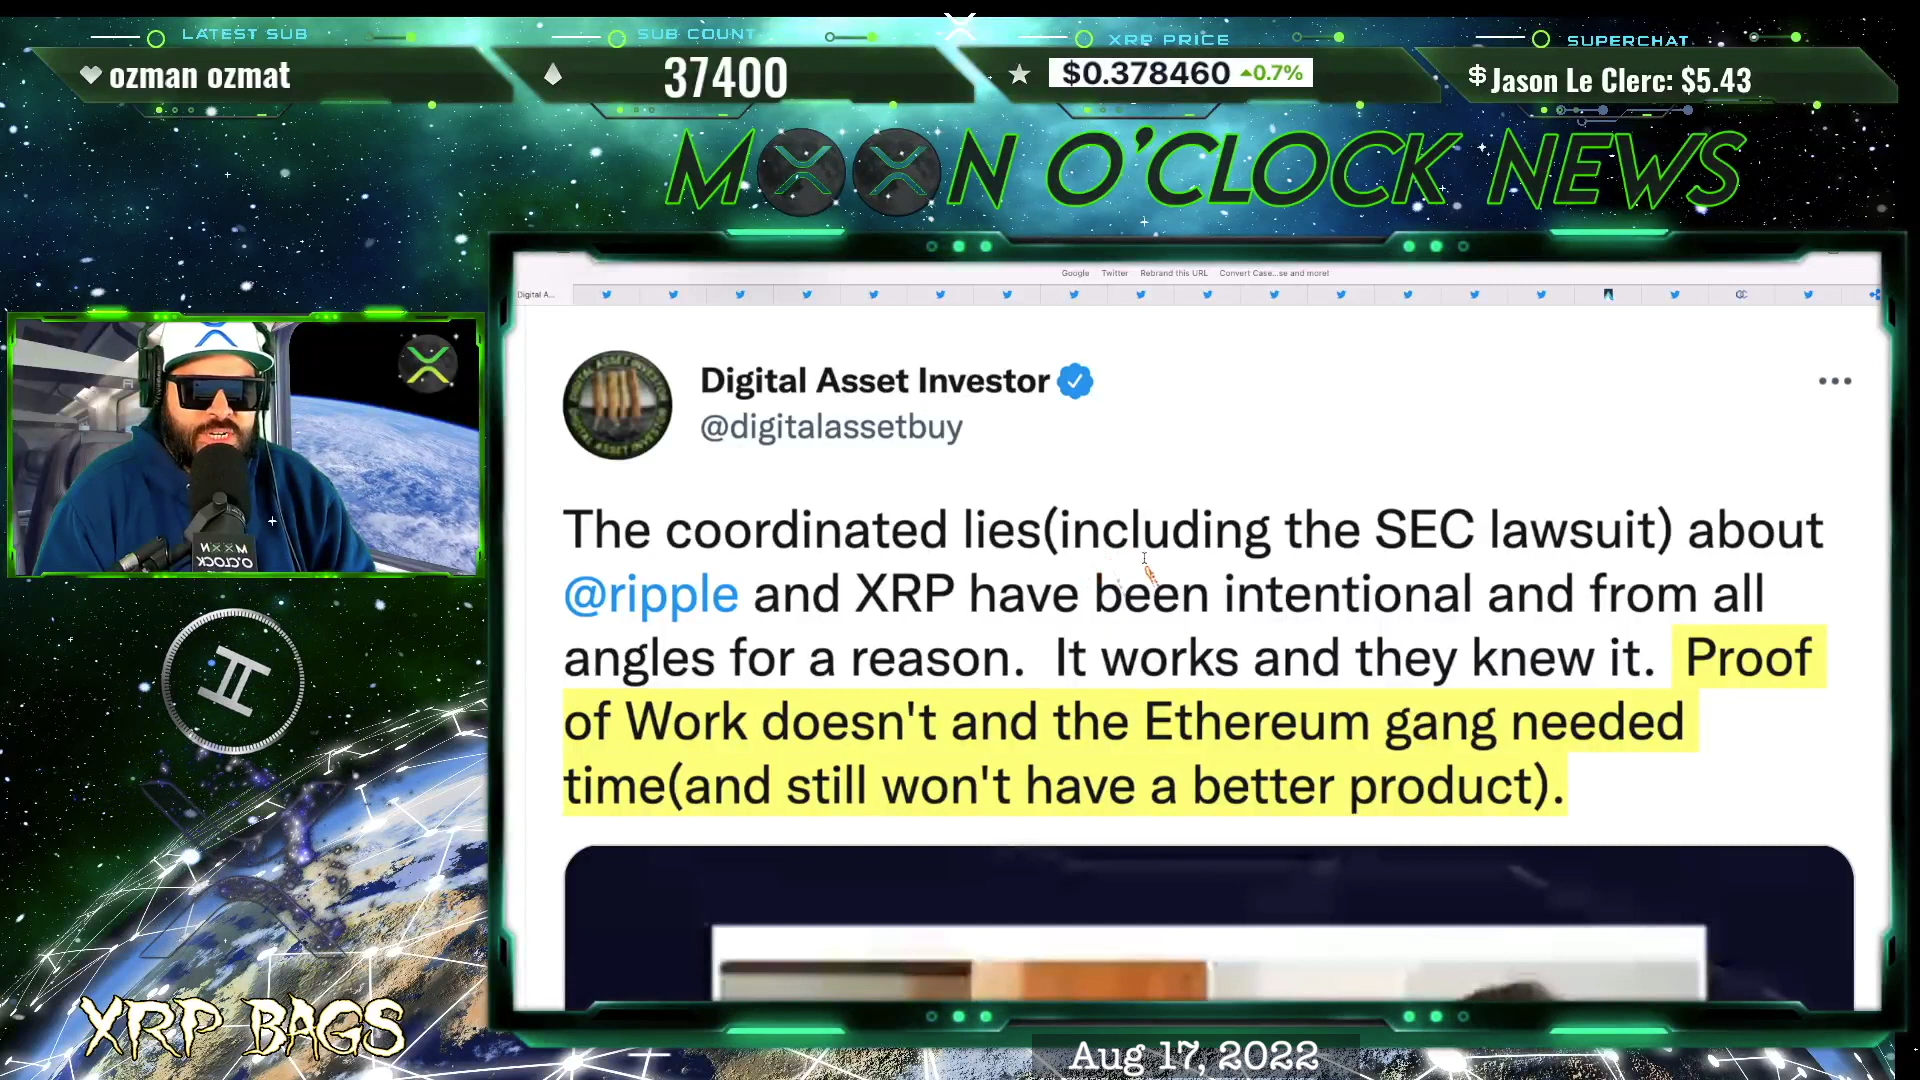 LATEST SUB
SUB COUNT
XRP PRICE
SUPERCHAT
ozman ozmat
37400
$0.378460 ▲0.7%
$ Jason Le Clerc: $5.43
MOON O'CLOCK NEWS
Google Twitter Rebrand this URL Convert Case...se and more!
Digital A...
Digital Asset Investor
@digitalassetbuy
The coordinated lies(including the SEC lawsuit) about
@ripple and XRP have been intentional and from all
angles for a reason. It works and they knew it. Proof
of Work doesn't and the Ethereum gang needed
time(and still won't have a better product).
XRP BAGS
Aug 17, 2022